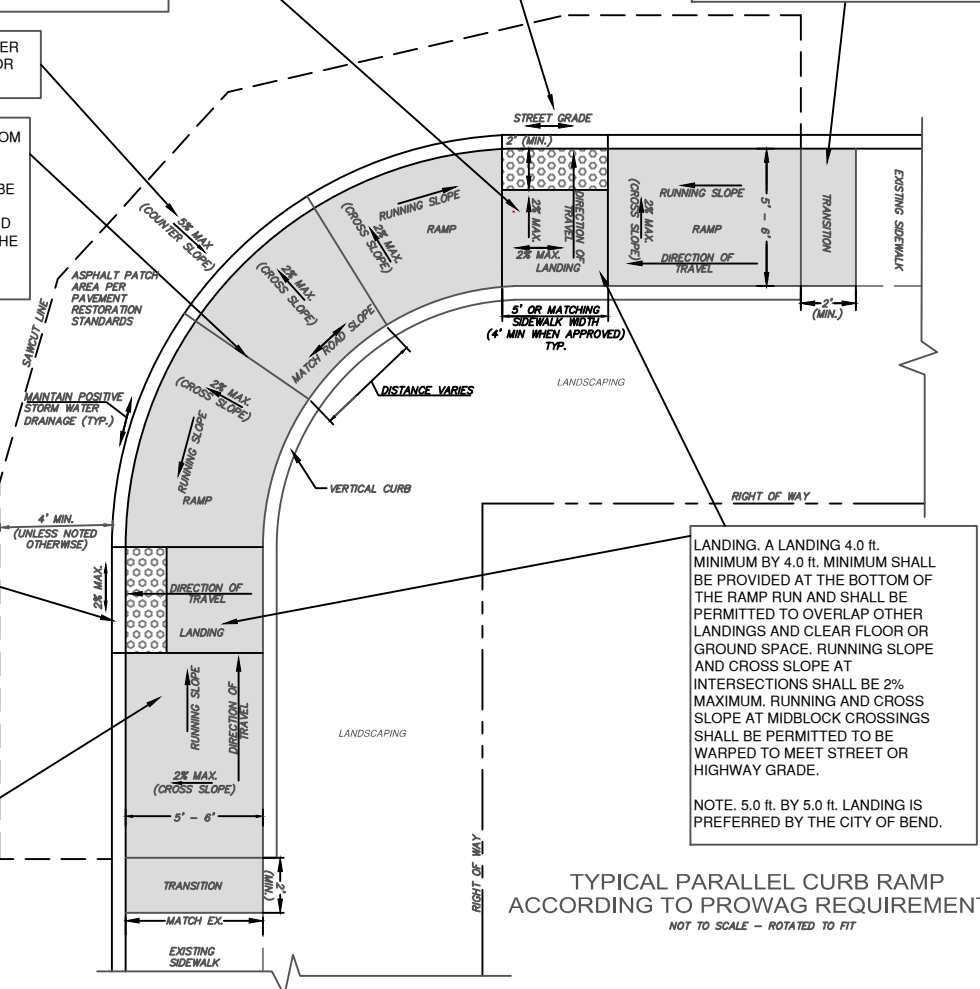 ER
OR
OM
BE
D
HE
STREET GRADE
2' (MIN.)
5% MAX
(COUNTER SLOPE)
ASPHALT PATCH
AREA PER
PAVEMENT
RESTORATION
STANDARDS
SAWCUT LINE
MAINTAIN POSITIVE
STORM WATER
DRAINAGE (TYP.)
4' MIN.
(UNLESS NOTED
OTHERWISE)
2% MAX.
RUNNING SLOPE
RAMP
2% MAX.
(CROSS SLOPE)
2% MAX.
(CROSS SLOPE)
MATCH ROAD SLOPE
DISTANCE VARIES
2% MAX.
(CROSS SLOPE)
RUNNING SLOPE
RAMP
VERTICAL CURB
2% MAX.
DIRECTION OF
TRAVEL
2% MAX.
LANDING
5' OR MATCHING
SIDEWALK WIDTH
(4' MIN WHEN APPROVED)
TYP.
RUNNING SLOPE
2% MAX.
(CROSS SLOPE)
RAMP
DIRECTION OF
TRAVEL
5' - 6'
TRANSITION
2'
(MIN.)
EXISTING
SIDEWALK
LANDSCAPING
RIGHT OF WAY
DIRECTION OF
TRAVEL
LANDING
RUNNING SLOPE
DIRECTION OF
TRAVEL
2% MAX.
(CROSS SLOPE)
5' - 6'
TRANSITION
2'
(MIN.)
MATCH EX.
EXISTING
SIDEWALK
LANDSCAPING
RIGHT OF WAY
LANDING. A LANDING 4.0 ft.
MINIMUM BY 4.0 ft. MINIMUM SHALL
BE PROVIDED AT THE BOTTOM OF
THE RAMP RUN AND SHALL BE
PERMITTED TO OVERLAP OTHER
LANDINGS AND CLEAR FLOOR OR
GROUND SPACE. RUNNING SLOPE
AND CROSS SLOPE AT
INTERSECTIONS SHALL BE 2%
MAXIMUM. RUNNING AND CROSS
SLOPE AT MIDBLOCK CROSSINGS
SHALL BE PERMITTED TO BE
WARPED TO MEET STREET OR
HIGHWAY GRADE.
NOTE. 5.0 ft. BY 5.0 ft. LANDING IS
PREFERRED BY THE CITY OF BEND.
TYPICAL PARALLEL CURB RAMP
ACCORDING TO PROWAG REQUIREMENT
NOT TO SCALE – ROTATED TO FIT